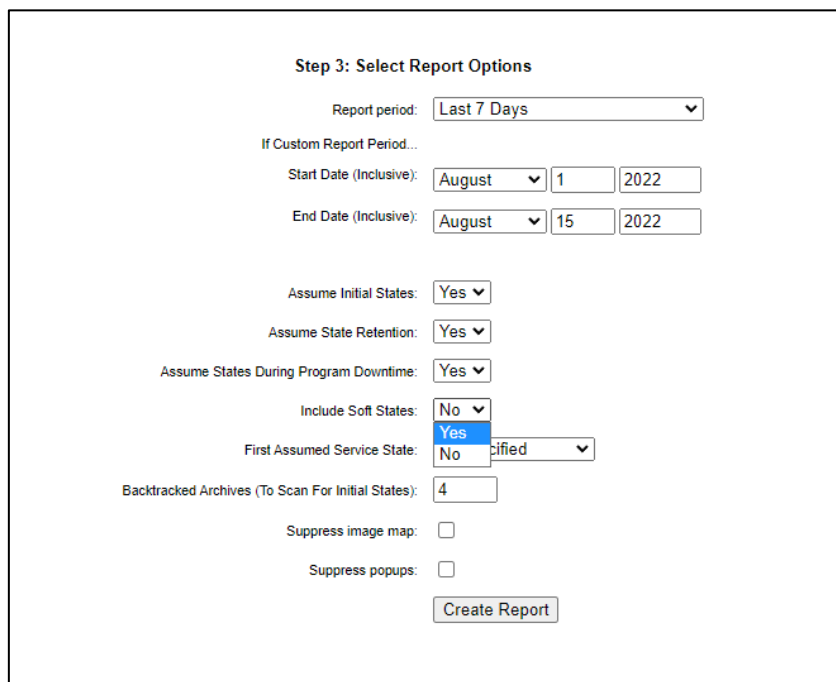 Step 3: Select Report Options
Report period: Last 7 Days
If Custom Report Period...
Start Date (Inclusive): August 1 2022
End Date (Inclusive): August 15 2022
Assume Initial States: Yes
Assume State Retention: Yes
Assume States During Program Downtime: Yes
Include Soft States: No
Yes
First Assumed Service State: cified
No
Backtracked Archives (To Scan For Initial States): 4
Suppress image map:
Suppress popups:
Create Report